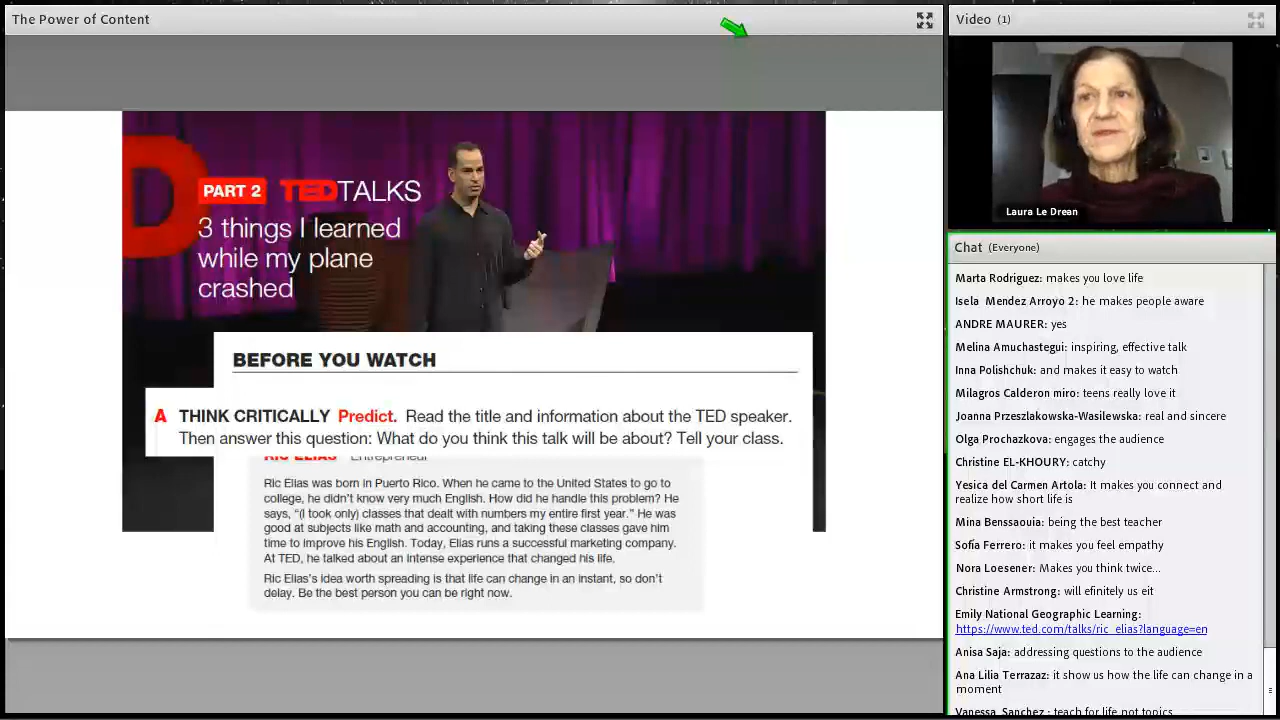 The Power of Content
PART 2 TEDTALKS
3 things I learned
while my plane
crashed
BEFORE YOU WATCH
A THINK CRITICALLY Predict. Read the title and information about the TED speaker.
Then answer this question: What do you think this talk will be about? Tell your class.
RIC ELIAS Entrepreneur
Ric Elias was born in Puerto Rico. When he came to the United States to go to
college, he didn't know very much English. How did he handle this problem? He
says, “(I took only) classes that dealt with numbers my entire first year.” He was
good at subjects like math and accounting, and taking these classes gave him
time to improve his English. Today, Elias runs a successful marketing company.
At TED, he talked about an intense experience that changed his life.
Ric Elias's idea worth spreading is that life can change in an instant, so don't
delay. Be the best person you can be right now.
Video (1)
Laura Le Drean
Chat (Everyone)
Marta Rodriguez: makes you love life
Isela Mendez Arroyo 2: he makes people aware
ANDRE MAURER: yes
Melina Amuchastegui: inspiring, effective talk
Inna Polishchuk: and makes it easy to watch
Milagros Calderon miro: teens really love it
Joanna Przeszlakowska-Wasilewska: real and sincere
Olga Prochazkova: engages the audience
Christine EL-KHOURY: catchy
Yesica del Carmen Artola: It makes you connect and
realize how short life is
Mina Benssaouia: being the best teacher
Sofía Ferrero: it makes you feel empathy
Nora Loesener: Makes you think twice...
Christine Armstrong: will efinitely us eit
Emily National Geographic Learning:
https://www.ted.com/talks/ric_elias?language=en
Anisa Saja: addressing questions to the audience
Ana Lilia Terrazaz: it show us how the life can change in a
moment
Vanessa Sanchez : teach for life not topics